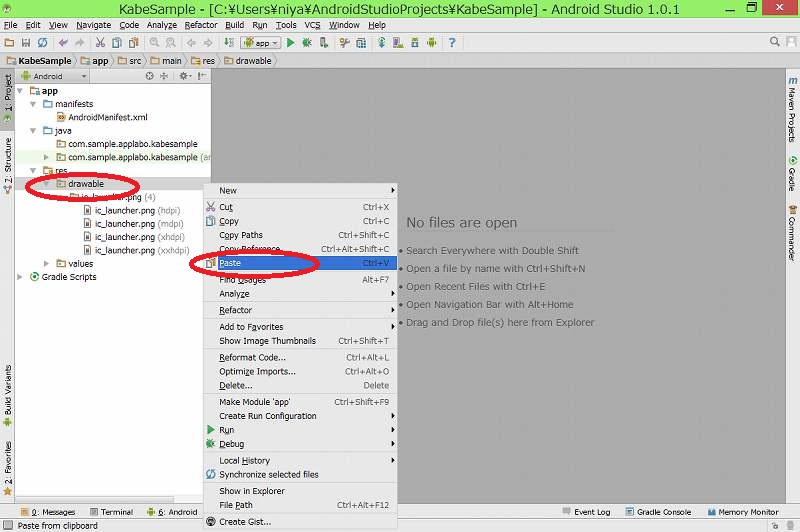 KabeSample - [C:¥Users¥niya¥AndroidStudioProjects¥KabeSample] - Android Studio 1.0.1
File Edit View Navigate Code Analyze Refactor Build Run Tools VCS Window Help
app
KabeSample app src main res drawable
1: Project
Android
app
manifests
AndroidManifest.xml
java
com.sample.applabo.kabesample
com.sample.applabo.kabesample
res
drawable
ic_launcher.png (4)
ic_launcher.png (hdpi)
ic_launcher.png (mdpi)
ic_launcher.png (xhdpi)
ic_launcher.png (xxhdpi)
values
Gradle Scripts
7: Structure
Build Variants
2: Favorites
New
Cut Ctrl+X
Copy Ctrl+C
Copy Paths Ctrl+Shift+C
Copy Reference Ctrl+Alt+Shift+C
Paste Ctrl+V
Find Usages Alt+F7
Analyze
Refactor
Add to Favorites
Show Image Thumbnails Ctrl+Shift+T
Reformat Code... Ctrl+Alt+L
Optimize Imports... Ctrl+Alt+O
Delete... Delete
Make Module 'app' Ctrl+Shift+F9
Create Run Configuration
Run
Debug
Local History
Synchronize selected files
Show in Explorer
File Path Ctrl+Alt+F12
Create Gist...
No files are open
• Search Everywhere with Double Shift
• Open a file by name with Ctrl+Shift+N
• Open Recent Files with Ctrl+E
• Open Navigation Bar with Alt+Home
• Drag and Drop file(s) here from Explorer
Maven Projects
Gradle
Commander
0: Messages Terminal 6: Android Event Log Gradle Console Memory Monitor
Paste from clipboard